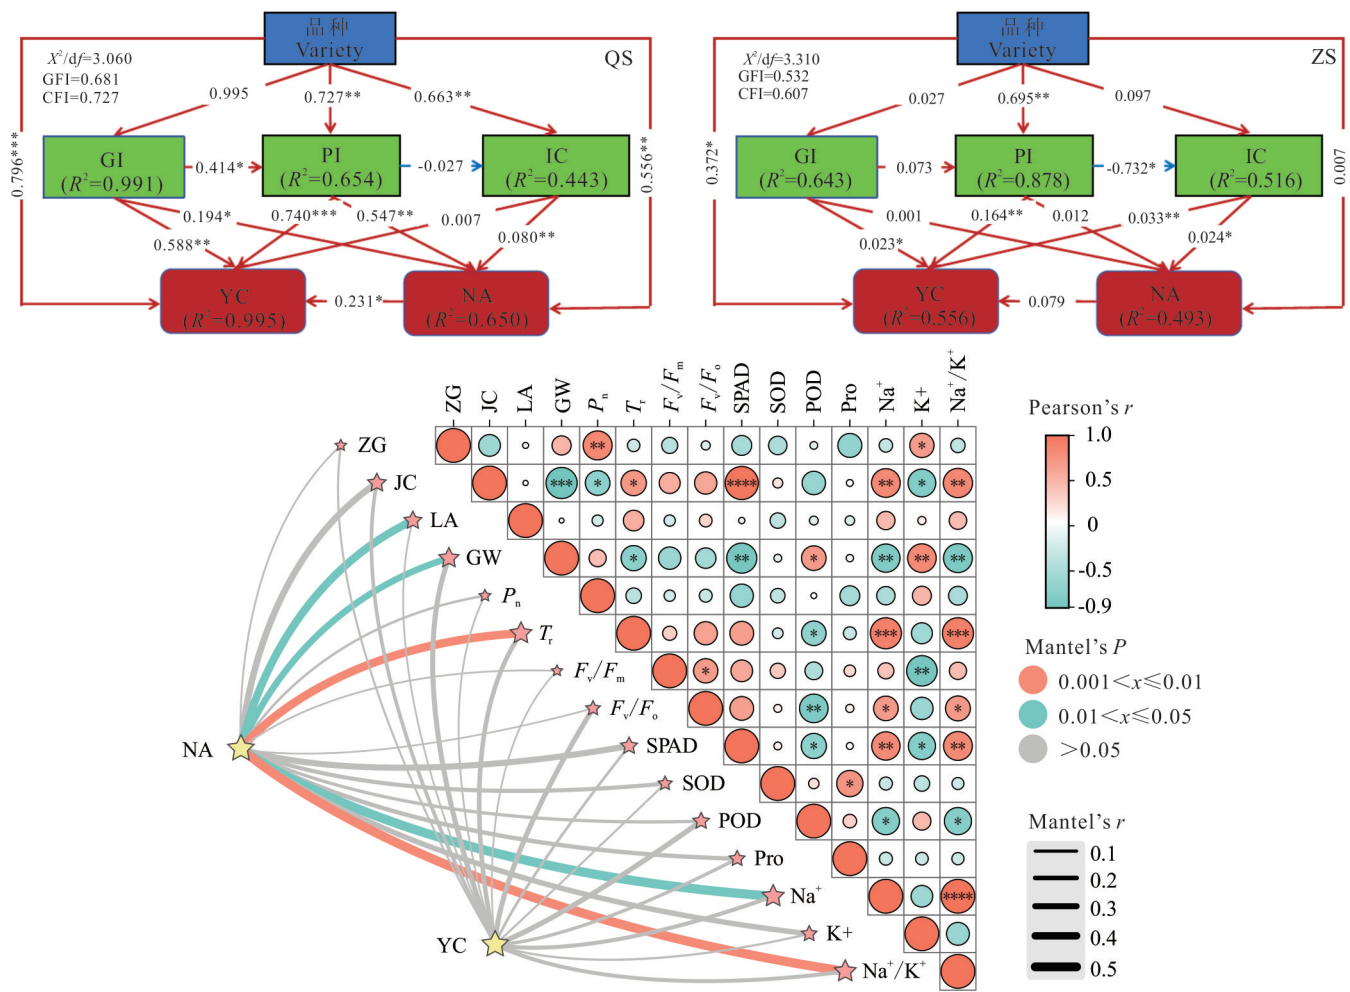 品种
Variety
QS
X²/df=3.060
GFI=0.681
CFI=0.727
0.995
0.727**
0.663**
0.796***
0.556**
GI
(R²=0.991)
0.414*
PI
(R²=0.654)
-0.027
IC
(R²=0.443)
0.194*
0.740***
0.547**
0.007
0.588**
0.080**
YC
(R²=0.995)
0.231*
NA
(R²=0.650)
品种
Variety
ZS
X²/df=3.310
GFI=0.532
CFI=0.607
0.027
0.695**
0.097
0.372*
0.007
GI
(R²=0.643)
0.073
PI
(R²=0.878)
-0.732*
IC
(R²=0.516)
0.001
0.164**
0.012
0.033**
0.023*
0.024*
YC
(R²=0.556)
0.079
NA
(R²=0.493)
ZG JC LA GW Pn Tr Fv/Fm Fv/Fo SPAD SOD POD Pro Na⁺ K+ Na⁺/K⁺
ZG
** *
JC
*** * * **** ** * **
LA
GW
* ** * ** ** **
Pn
Tr
* *** ***
Fv/Fm
* **
Fv/Fo
** * *
SPAD
* ** * **
SOD
*
POD
* *
Pro
Na⁺
****
K+
Na⁺/K⁺
NA
YC
Pearson's r
1.0
0.5
0
-0.5
-0.9
Mantel's P
0.001<x≤0.01
0.01<x≤0.05
>0.05
Mantel's r
0.1
0.2
0.3
0.4
0.5